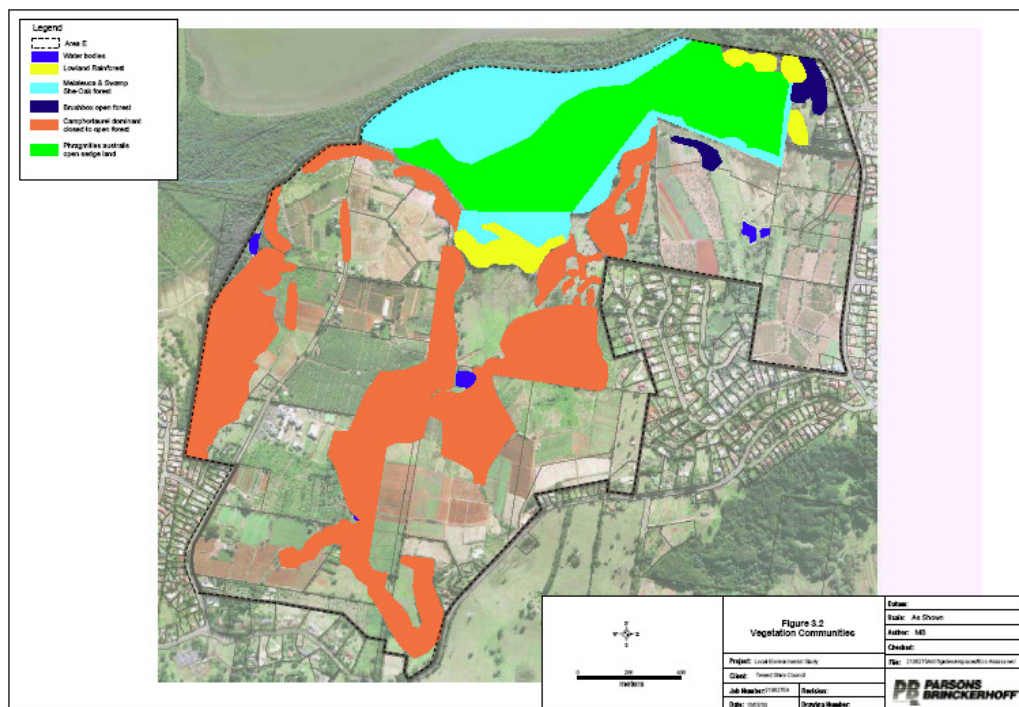 Legend
Area E
Water bodies
Lowland Rainforest
Melaleuca & Swamp
She-Oak forest
Brushbox open forest
Camphorlaurel dominant
closed to open forest
Phragmities australis
open sedge land
0 200 400
meters
Figure 3.2
Vegetation Communities
Project: Local Environmental Study
Client: Tweed Shire Council
Job Number:
Revision:
Date:
Drawing Number:
Datum:
Scale: As Shown
Author: MB
Checked:
File:
PB PARSONS
BRINCKERHOFF